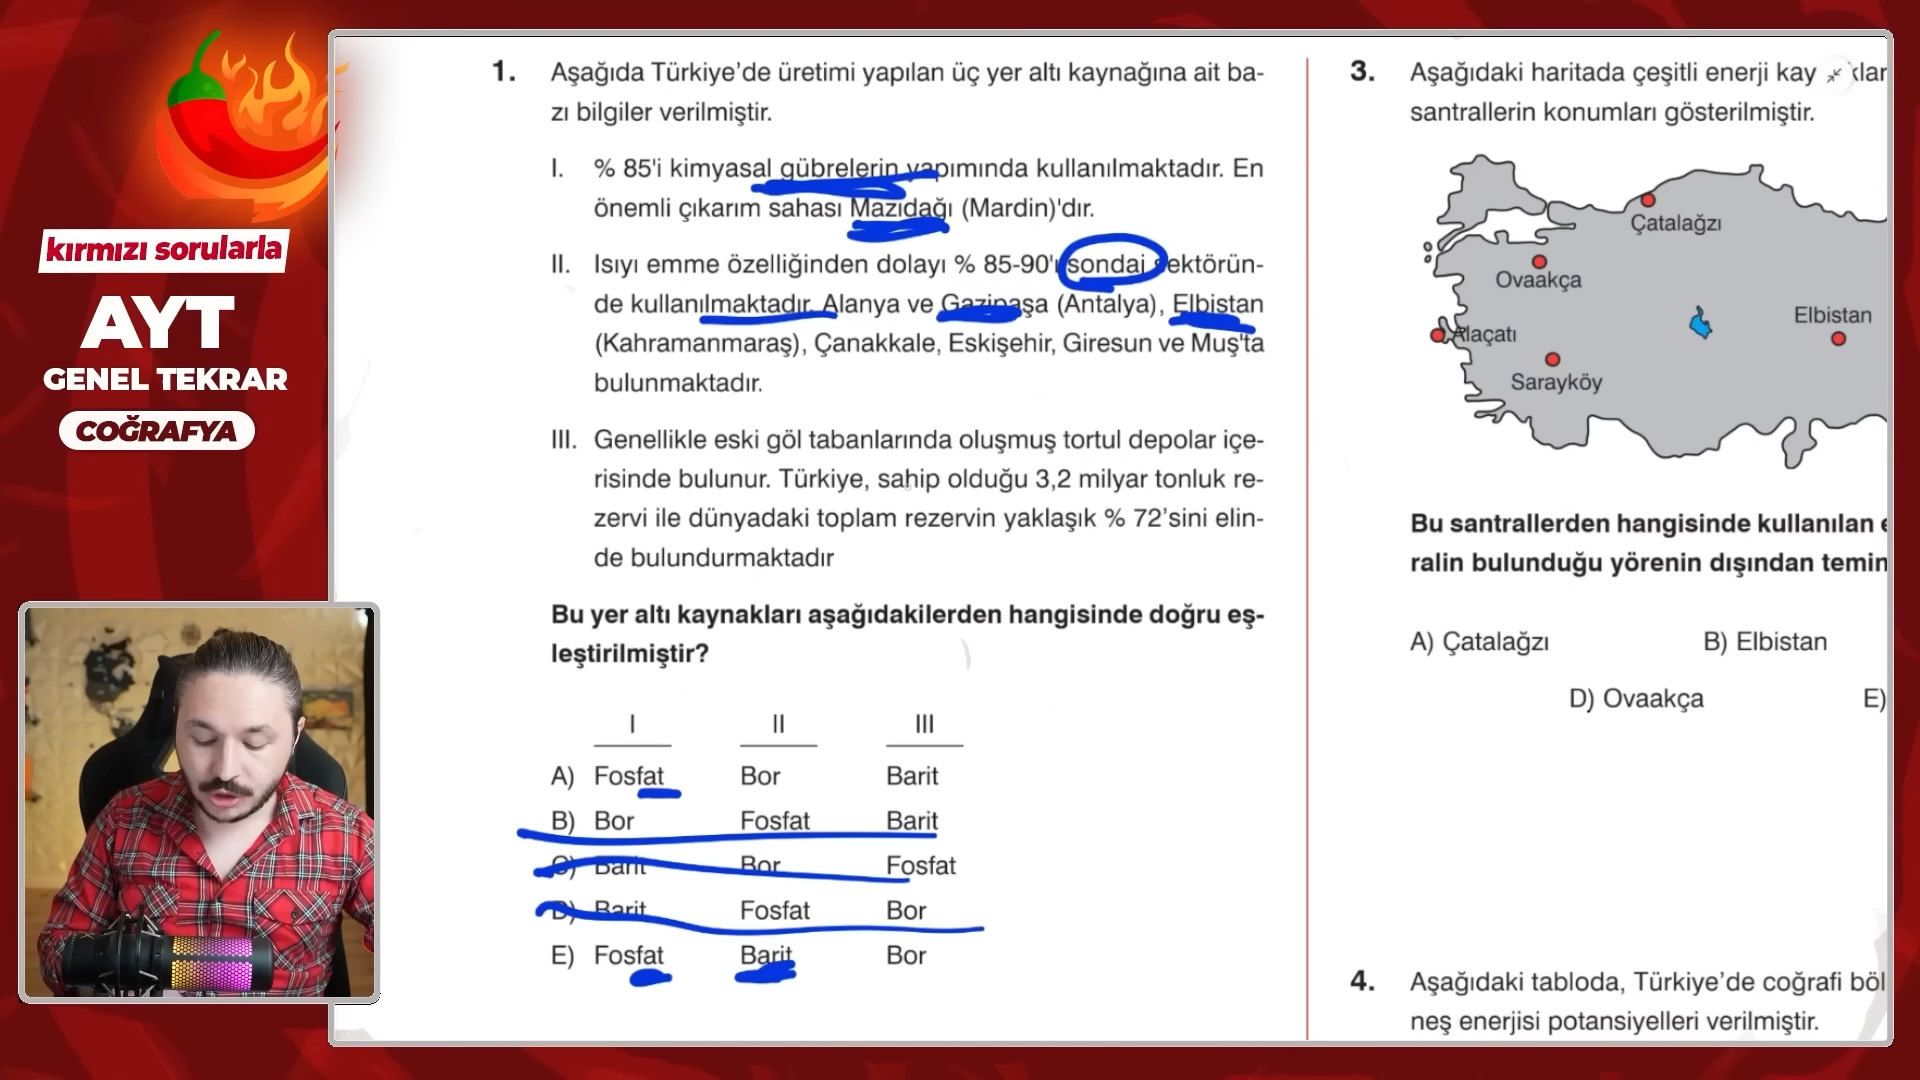 kırmızı sorularla
AYT
GENEL TEKRAR
COĞRAFYA
1. Aşağıda Türkiye'de üretimi yapılan üç yer altı kaynağına ait ba-
zı bilgiler verilmiştir.
I. % 85'i kimyasal gübrelerin yapımında kullanılmaktadır. En
önemli çıkarım sahası Mazıdağı (Mardin)'dır.
II. Isıyı emme özelliğinden dolayı % 85-90'ı sondaj sektörün-
de kullanılmaktadır. Alanya ve Gazipaşa (Antalya), Elbistan
(Kahramanmaraş), Çanakkale, Eskişehir, Giresun ve Muş'ta
bulunmaktadır.
III. Genellikle eski göl tabanlarında oluşmuş tortul depolar içe-
risinde bulunur. Türkiye, sahip olduğu 3,2 milyar tonluk re-
zervi ile dünyadaki toplam rezervin yaklaşık % 72'sini elin-
de bulundurmaktadır
Bu yer altı kaynakları aşağıdakilerden hangisinde doğru eş-
leştirilmiştir?
I II III
A) Fosfat Bor Barit
B) Bor Fosfat Barit
C) Barit Bor Fosfat
D) Barit Fosfat Bor
E) Fosfat Barit Bor
3. Aşağıdaki haritada çeşitli enerji kay klar
santrallerin konumları gösterilmiştir.
Çatalağzı
Ovaakça
Elbistan
Alaçatı
Sarayköy
Bu santrallerden hangisinde kullanılan e
ralin bulunduğu yörenin dışından temin
A) Çatalağzı B) Elbistan
D) Ovaakça E)
4. Aşağıdaki tabloda, Türkiye'de coğrafi böl
neş enerjisi potansiyelleri verilmiştir.